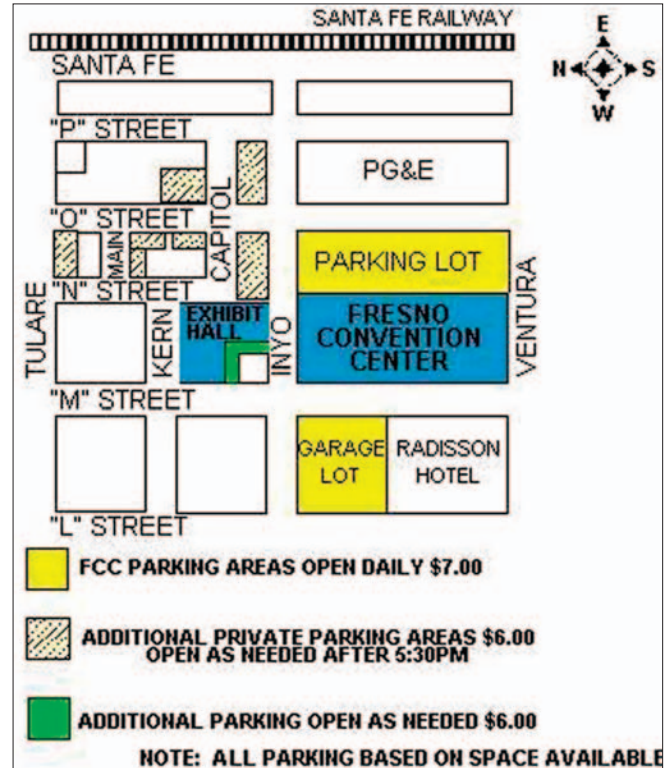 SANTA FE RAILWAY
E
N S
W
SANTA FE
"P" STREET
PG&E
CAPITOL
"O" STREET
MAIN
PARKING LOT
"N" STREET
TULARE
KERN
EXHIBIT
HALL
INYO
FRESNO
CONVENTION
CENTER
VENTURA
"M" STREET
GARAGE
LOT
RADISSON
HOTEL
"L" STREET
FCC PARKING AREAS OPEN DAILY $7.00
ADDITIONAL PRIVATE PARKING AREAS $6.00
OPEN AS NEEDED AFTER 5:30PM
ADDITIONAL PARKING OPEN AS NEEDED $6.00
NOTE: ALL PARKING BASED ON SPACE AVAILABLE